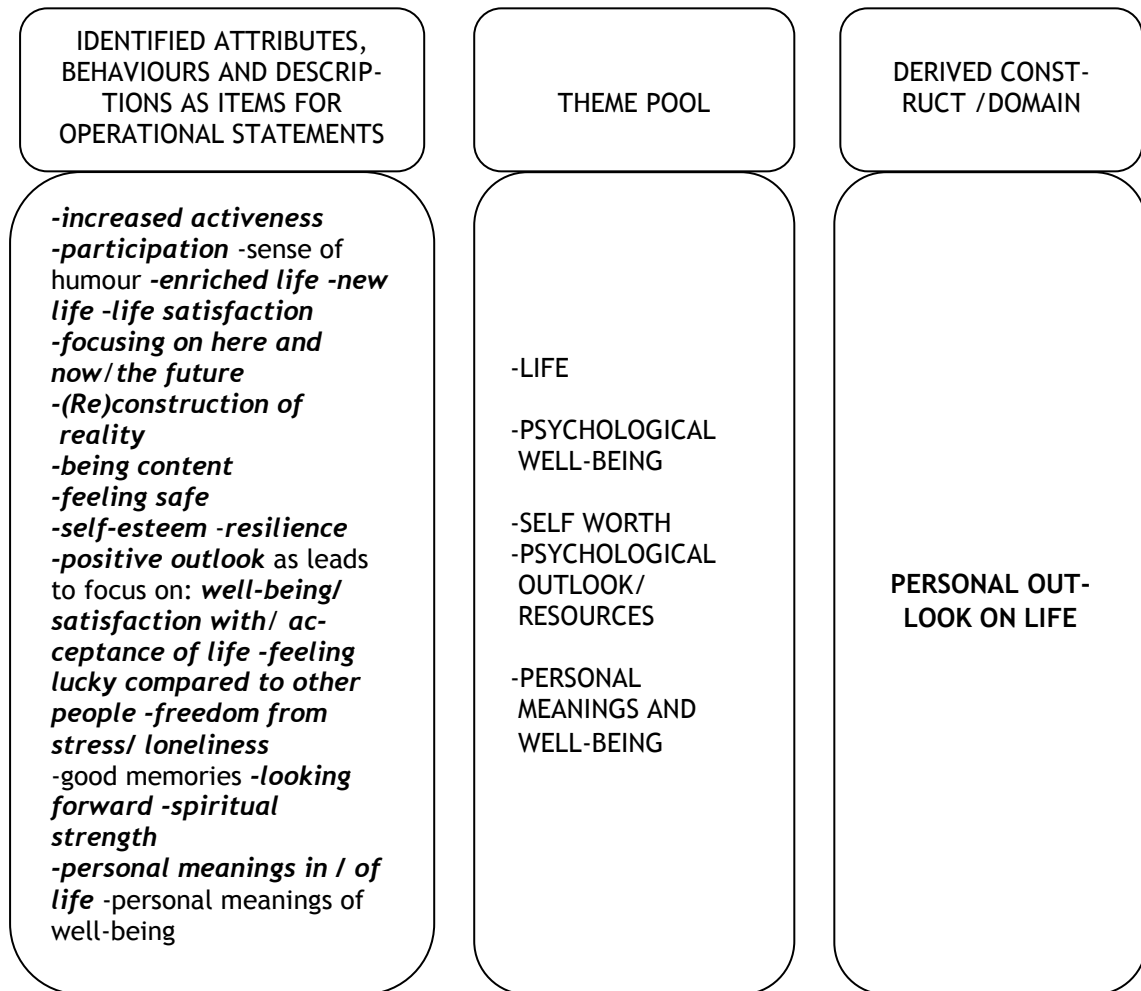 IDENTIFIED ATTRIBUTES,
BEHAVIOURS AND DESCRIP-
TIONS AS ITEMS FOR
OPERATIONAL STATEMENTS
THEME POOL
DERIVED CONST-
RUCT /DOMAIN
-increased activeness
-participation -sense of
humour -enriched life -new
life –life satisfaction
-focusing on here and
now/the future
-(Re)construction of
reality
-being content
-feeling safe
-self-esteem -resilience
-positive outlook as leads
to focus on: well-being/
satisfaction with/ ac-
ceptance of life -feeling
lucky compared to other
people -freedom from
stress/ loneliness
-good memories -looking
forward -spiritual
strength
-personal meanings in / of
life -personal meanings of
well-being
-LIFE
-PSYCHOLOGICAL
WELL-BEING
-SELF WORTH
-PSYCHOLOGICAL
OUTLOOK/
RESOURCES
-PERSONAL
MEANINGS AND
WELL-BEING
PERSONAL OUT-
LOOK ON LIFE